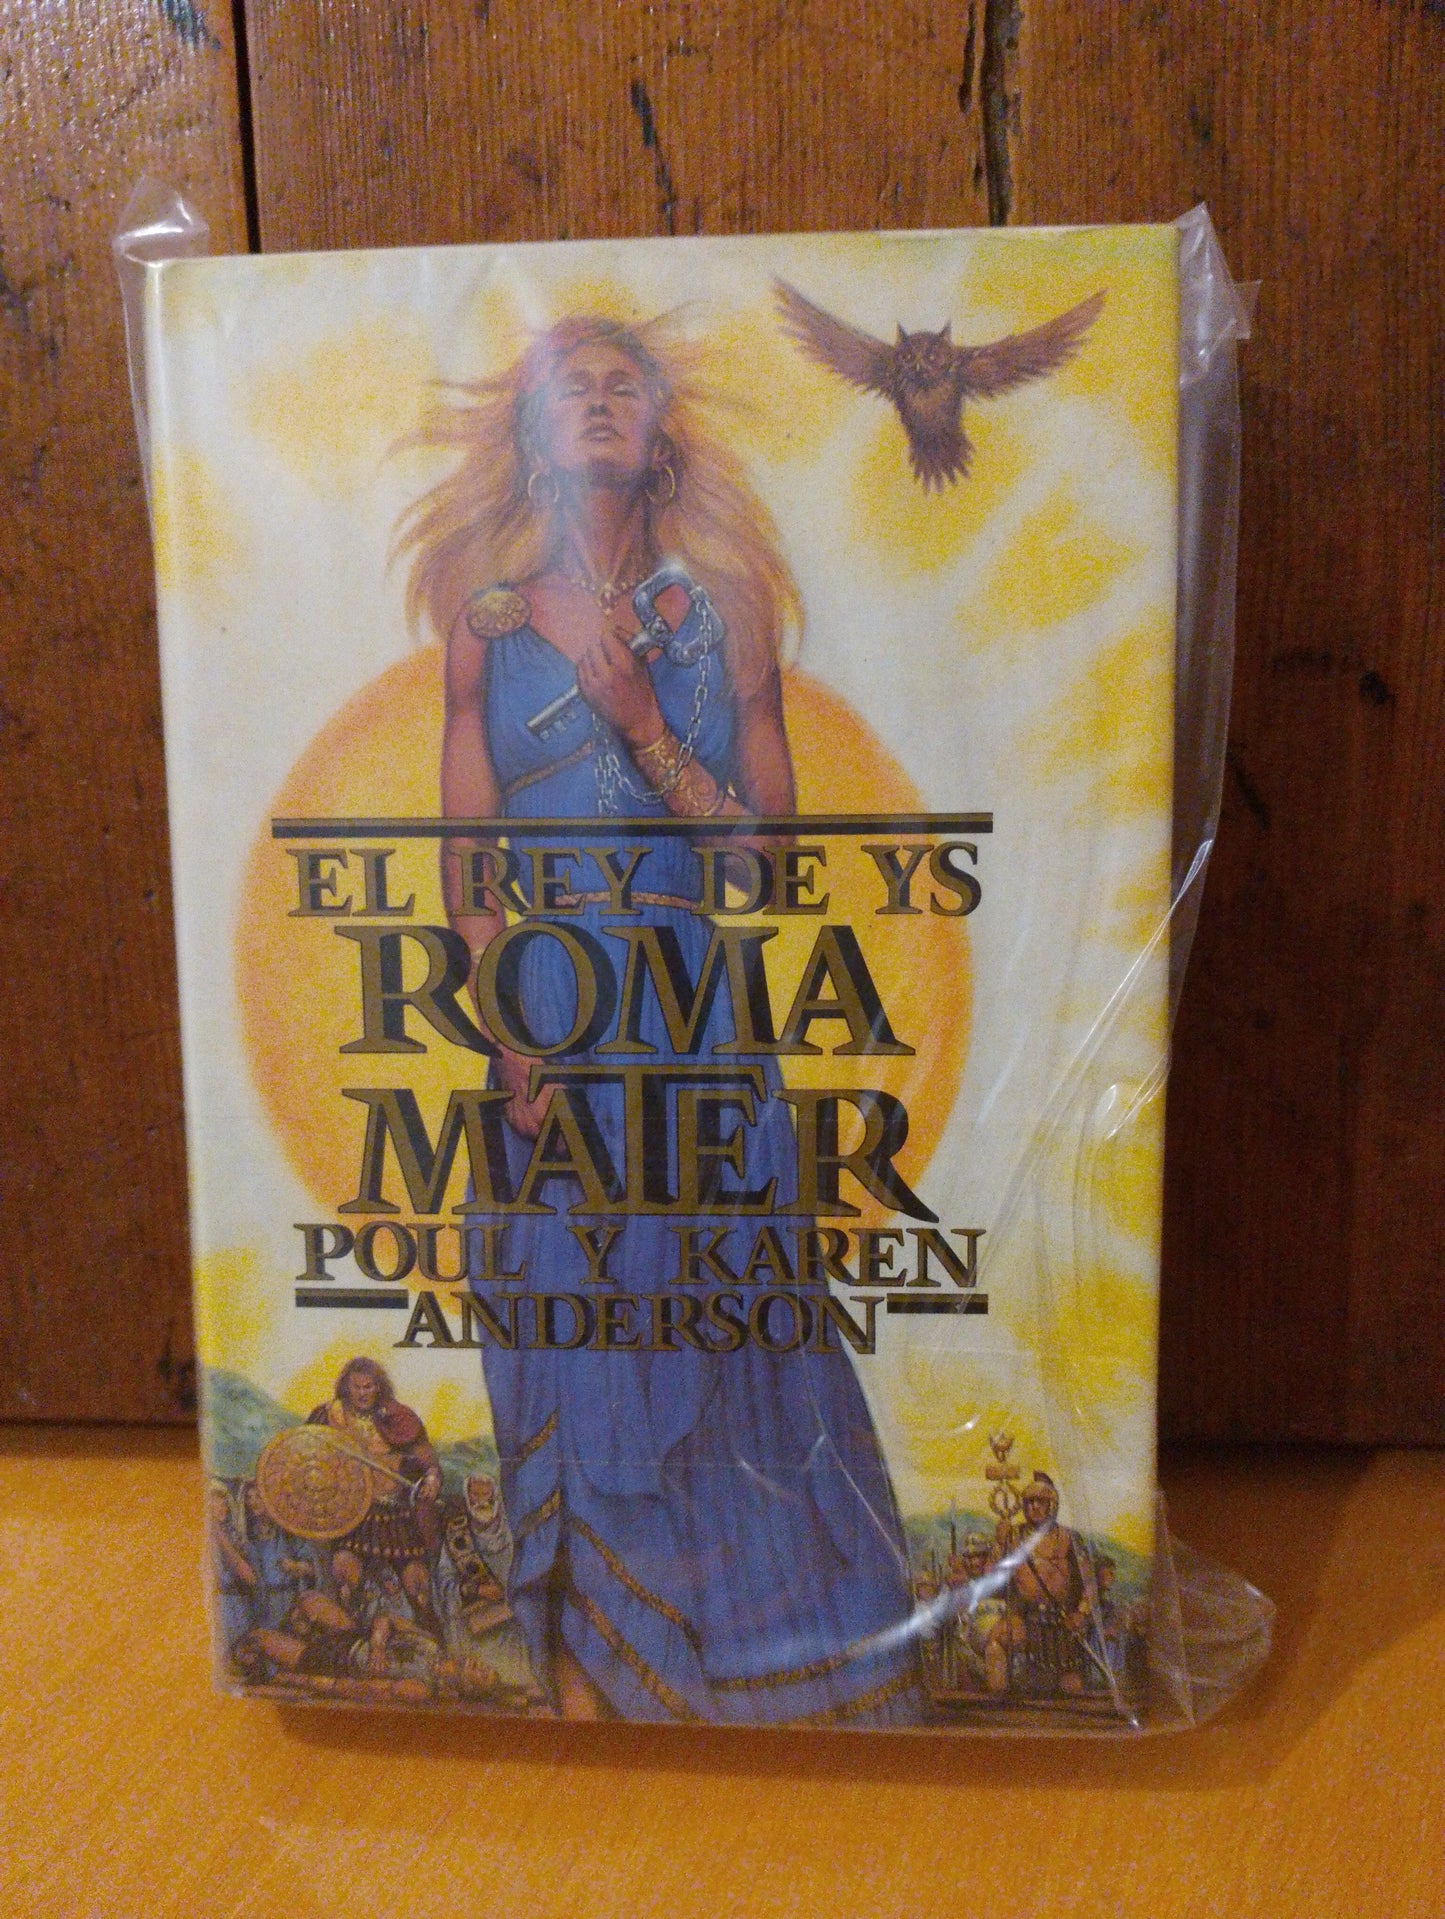 EL REY DE YS
ROMA
MATER
POUL Y KAREN
ANDERSON